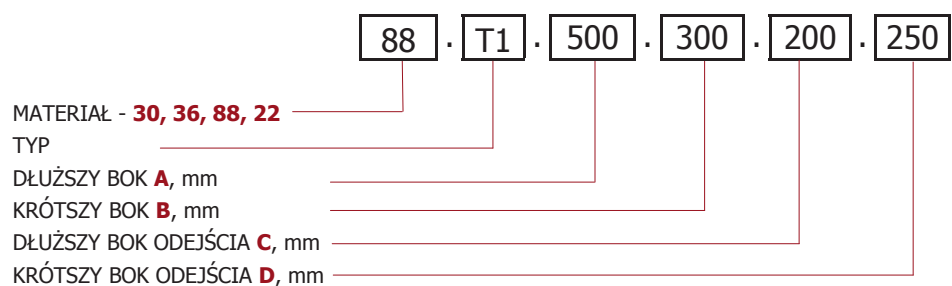 88 . T1 . 500 . 300 . 200 . 250
MATERIAŁ - 30, 36, 88, 22
TYP
DŁUŻSZY BOK A, mm
KRÓTSZY BOK B, mm
DŁUŻSZY BOK ODEJŚCIA C, mm
KRÓTSZY BOK ODEJŚCIA D, mm